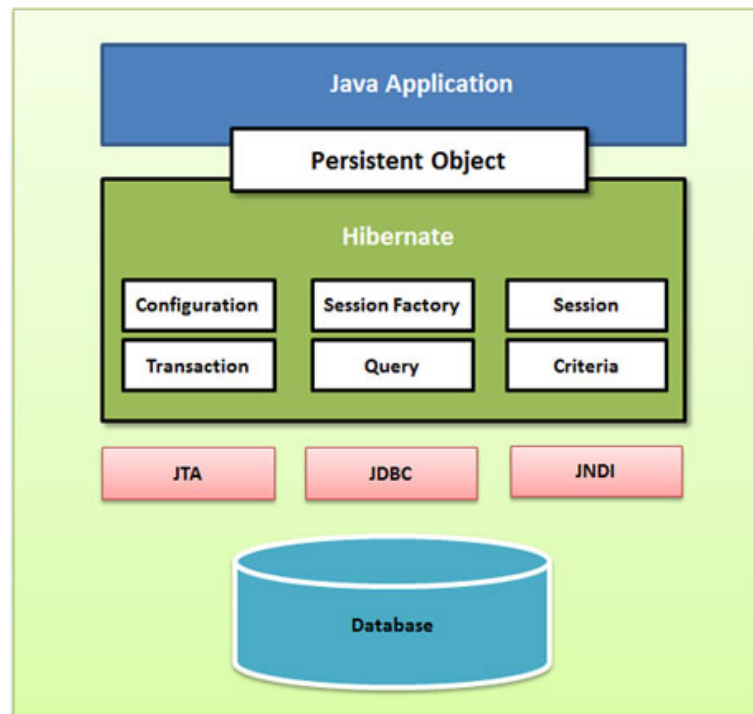 Java Application
Persistent Object
Hibernate
Configuration
Session Factory
Session
Transaction
Query
Criteria
JTA
JDBC
JNDI
Database